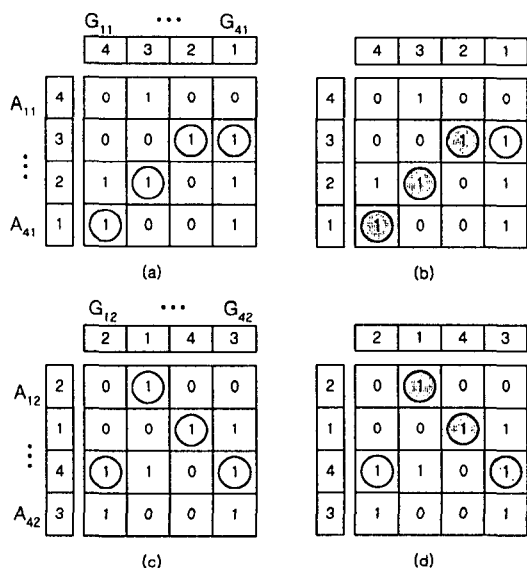 G11 ... G41
4 3 2 1
A11 4 0 1 0 0
3 0 0 1 1
2 1 1 0 1
A41 1 1 0 0 1
(a)
4 3 2 1
4 0 1 0 0
3 0 0 1 1
2 1 1 0 1
1 1 0 0 1
(b)
G12 ... G42
2 1 4 3
A12 2 0 1 0 0
1 0 0 1 1
4 1 1 0 1
A42 3 1 0 0 1
(c)
2 1 4 3
2 0 1 0 0
1 0 0 1 1
4 1 1 0 1
3 1 0 0 1
(d)